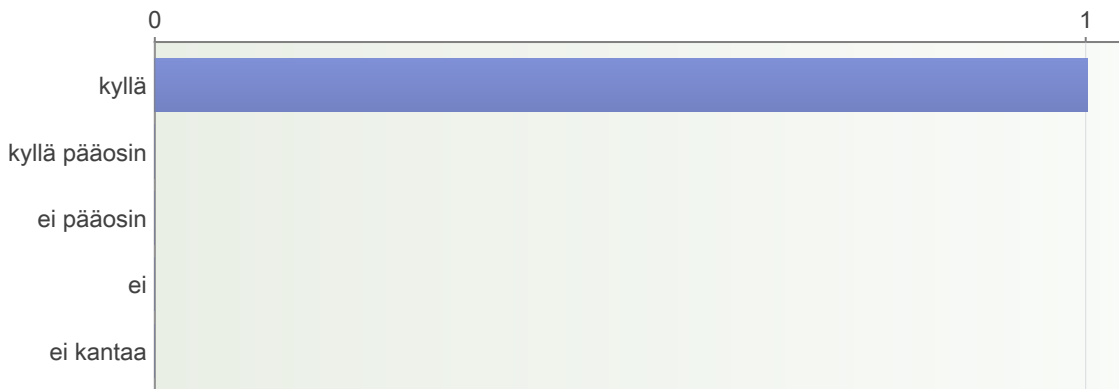 0 1
kyllä
kyllä pääosin
ei pääosin
ei
ei kantaa